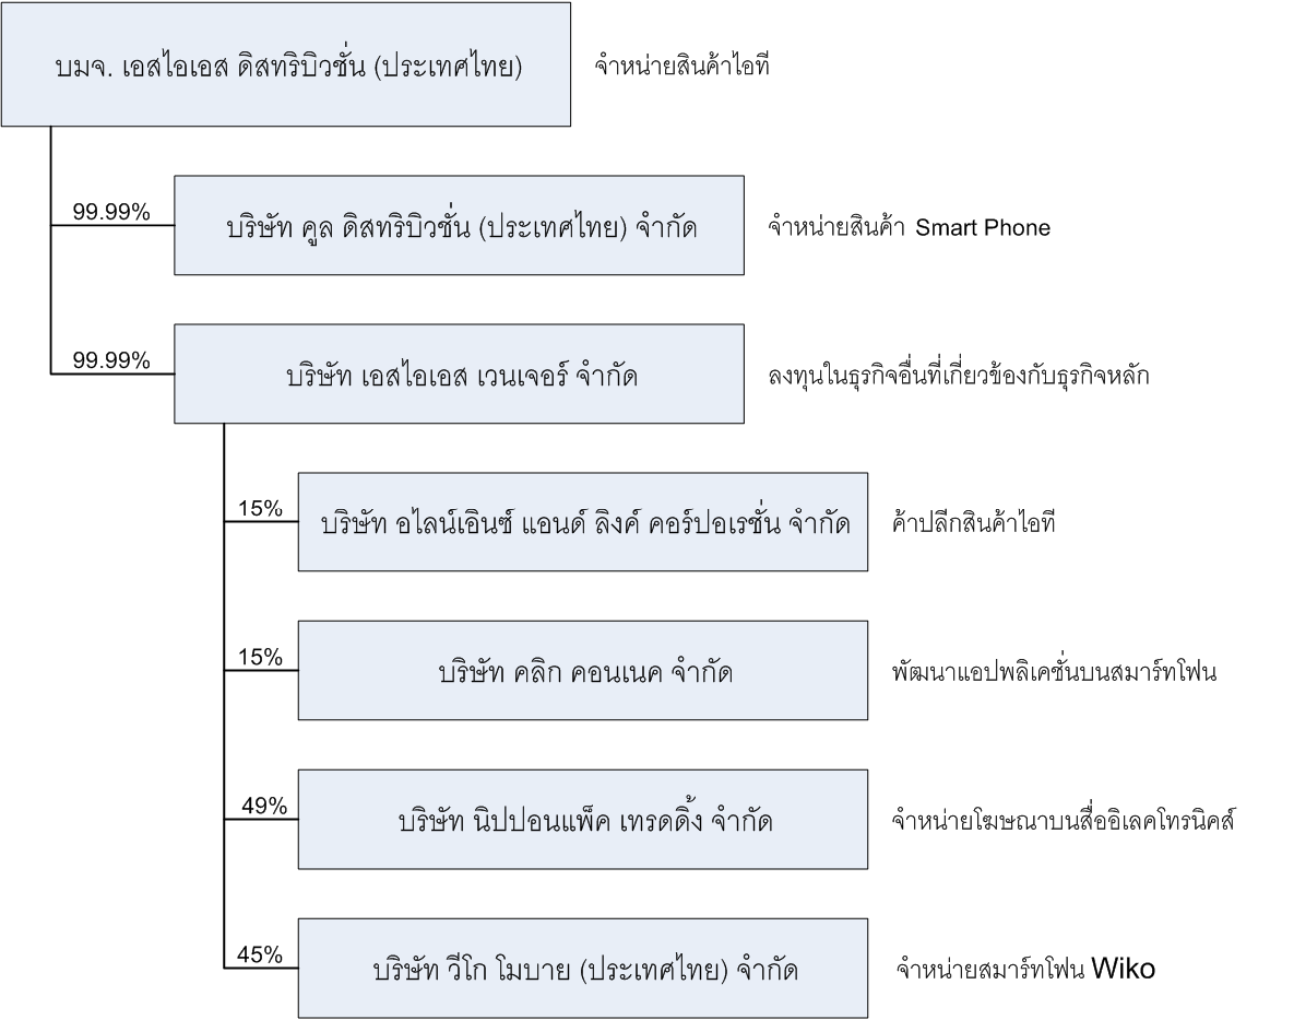 บมจ. เอสไอเอส ดิสทริบิวชั่น (ประเทศไทย) จำหน่ายสินค้าไอที
99.99% บริษัท คูล ดิสทริบิวชั่น (ประเทศไทย) จำกัด จำหน่ายสินค้า Smart Phone
99.99% บริษัท เอสไอเอส เวนเจอร์ จำกัด ลงทุนในธุรกิจอื่นที่เกี่ยวข้องกับธุรกิจหลัก
15% บริษัท อไลน์เอินซ์ แอนด์ ลิงค์ คอร์ปอเรชั่น จำกัด ค้าปลีกสินค้าไอที
15% บริษัท คลิก คอนเนค จำกัด พัฒนาแอปพลิเคชั่นบนสมาร์ทโฟน
49% บริษัท นิปปอนแพ็ค เทรดดิ้ง จำกัด จำหน่ายโฆษณาบนสื่ออิเลคโทรนิคส์
45% บริษัท วีโก โมบาย (ประเทศไทย) จำกัด จำหน่ายสมาร์ทโฟน Wiko